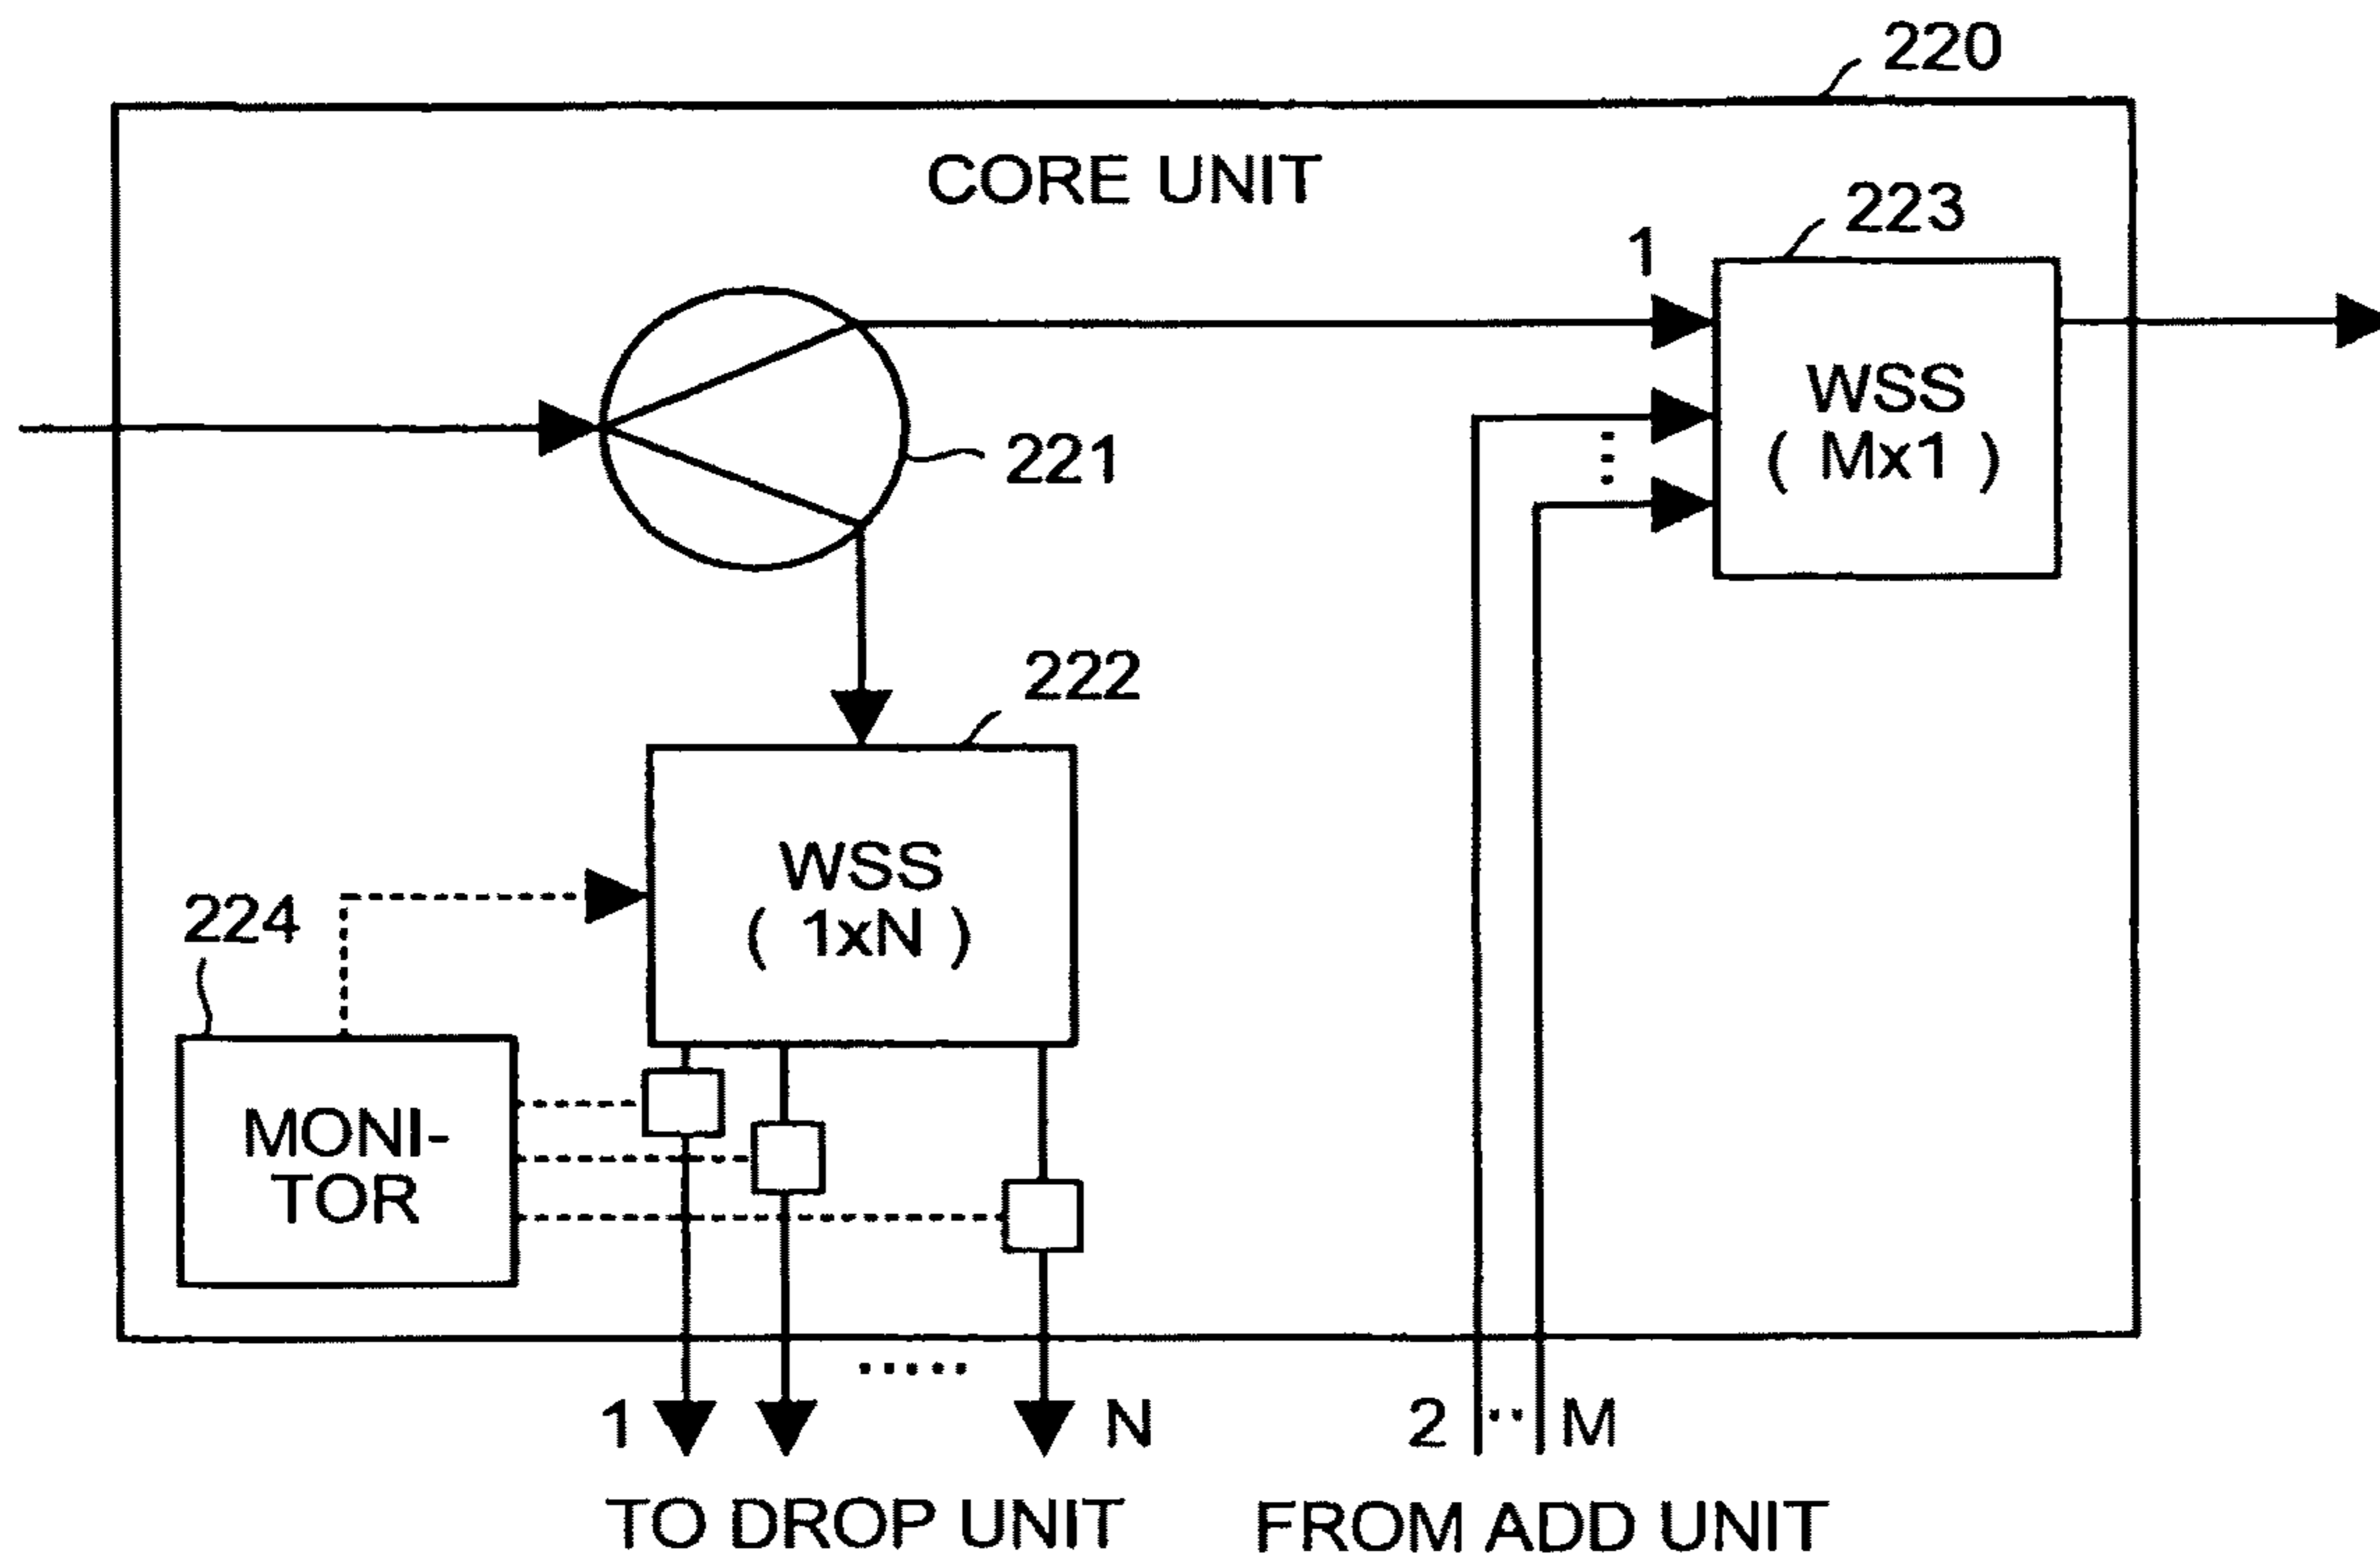 220
CORE UNIT
223
1
WSS
( Mx1 )
221
222
WSS
( 1xN )
224
MONI-
TOR
1
N
2
M
TO DROP UNIT
FROM ADD UNIT